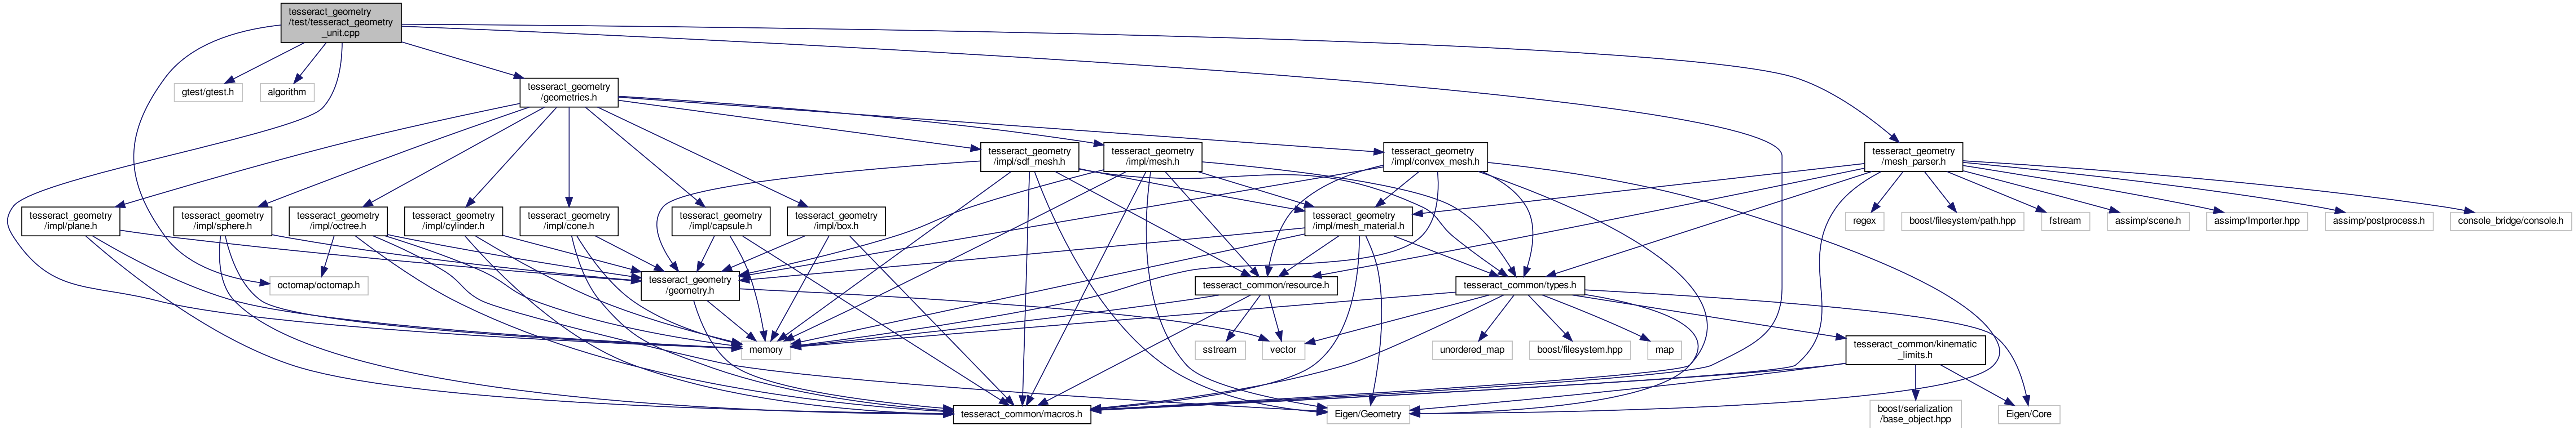 tesseract_geometry
/test/tesseract_geometry
_unit.cpp
gtest/gtest.h
algorithm
tesseract_geometry
/geometries.h
tesseract_geometry
/impl/sdf_mesh.h
tesseract_geometry
/impl/mesh.h
tesseract_geometry
/impl/convex_mesh.h
tesseract_geometry
/mesh_parser.h
tesseract_geometry
/impl/plane.h
tesseract_geometry
/impl/sphere.h
tesseract_geometry
/impl/octree.h
tesseract_geometry
/impl/cylinder.h
tesseract_geometry
/impl/cone.h
tesseract_geometry
/impl/capsule.h
tesseract_geometry
/impl/box.h
tesseract_geometry
/impl/mesh_material.h
regex
boost/filesystem/path.hpp
fstream
assimp/scene.h
assimp/Importer.hpp
assimp/postprocess.h
console_bridge/console.h
octomap/octomap.h
tesseract_geometry
/geometry.h
tesseract_common/resource.h
tesseract_common/types.h
memory
sstream
vector
unordered_map
boost/filesystem.hpp
map
tesseract_common/kinematic
_limits.h
tesseract_common/macros.h
Eigen/Geometry
boost/serialization
/base_object.hpp
Eigen/Core